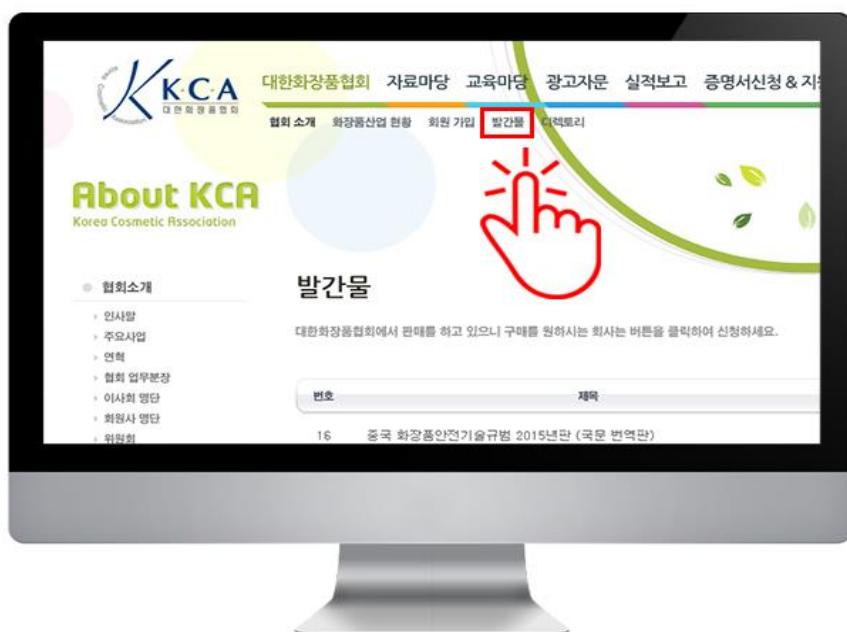 K·C·A
대한화장품협회
대한화장품협회 자료마당 교육마당 광고자문 실적보고 증명서신청 & 지
협회 소개 화장품산업 현황 회원 가입 발간물 디렉토리
About KCA
Korea Cosmetic Association
협회소개
인사말
주요사업
연혁
협회 업무분장
이사회 명단
회원사 명단
위원회
발간물
대한화장품협회에서 판매를 하고 있으니 구매를 원하시는 회사는 버튼을 클릭하여 신청하세요.
번호 제목
16 중국 화장품안전기술규범 2015년판 (국문 번역판)